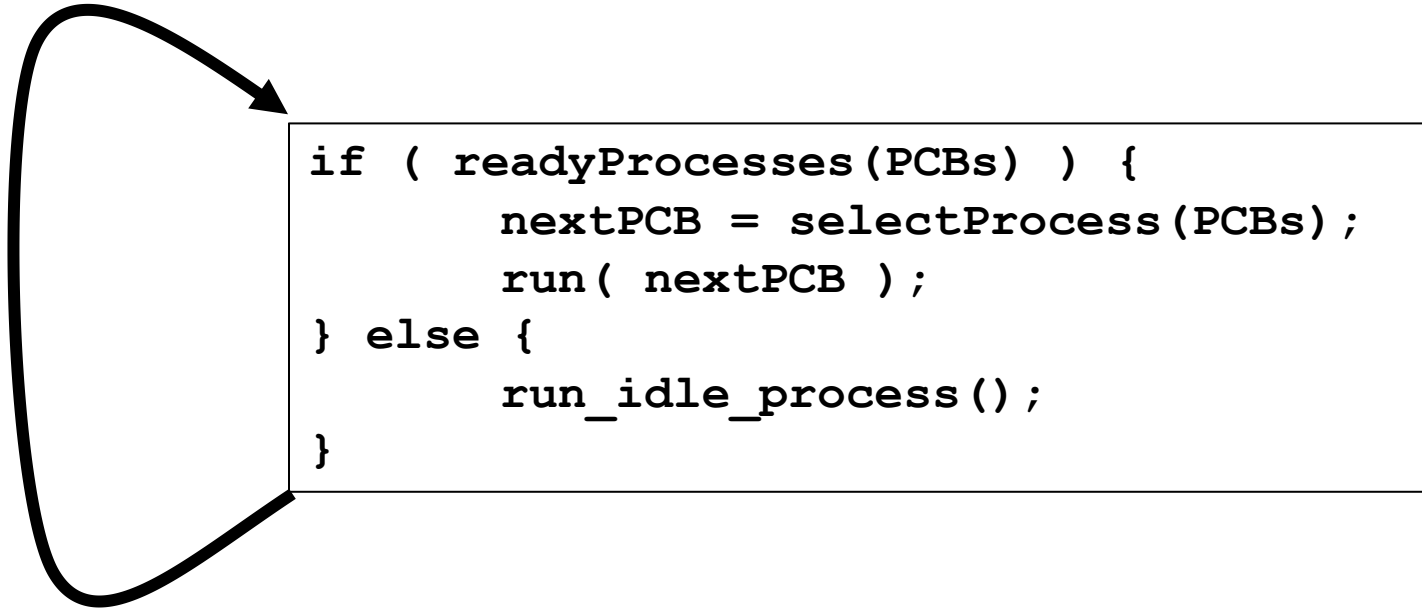 if ( readyProcesses(PCBs) ) {
nextPCB = selectProcess(PCBs);
run( nextPCB );
} else {
run_idle_process();
}